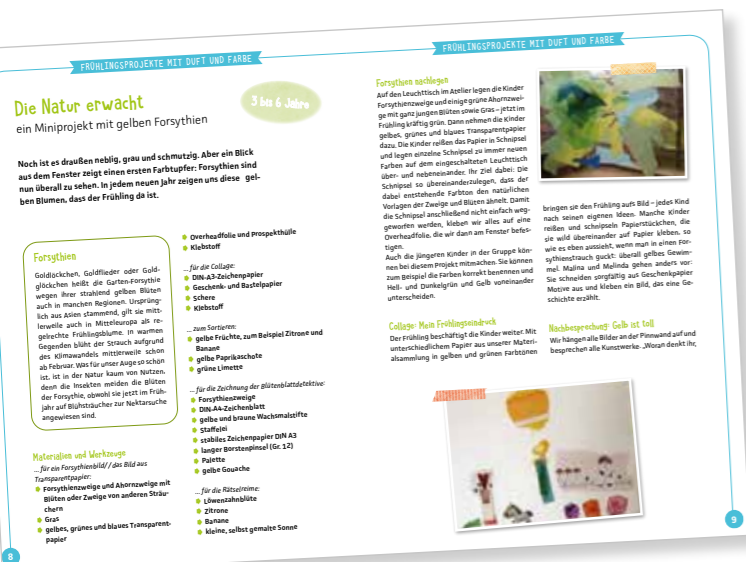 FRÜHLINGSPROJEKTE MIT DUFT UND FARBE
Die Natur erwacht
ein Miniprojekt mit gelben Forsythien
3 bis 6 Jahre
Noch ist es draußen neblig, grau und schmutzig. Aber ein Blick
aus dem Fenster zeigt einen ersten Farbtupfer: Forsythien sind
nun überall zu sehen. In jedem neuen Jahr zeigen uns diese gel-
ben Blumen, dass der Frühling da ist.
Forsythien
Goldlöckchen, Goldflieder oder Gold-
glöckchen heißt die Garten-Forsythie
wegen ihrer strahlend gelben Blüten
auch in manchen Regionen. Ursprüng-
lich aus Asien stammend, gilt sie mitt-
lerweile auch in Mitteleuropa als re-
gelrechte Frühlingsblume. In warmen
Gegenden blüht der Strauch aufgrund
des Klimawandels mittlerweile schon
ab Februar. Was für unser Auge so schön
ist, ist in der Natur kaum von Nutzen,
denn die Insekten meiden die Blüten
der Forsythie, obwohl sie jetzt im Früh-
jahr auf Blühsträucher zur Nektarsuche
angewiesen sind.
Materialien und Werkzeuge
... für ein Forsythienbild//das Bild aus
Transparentpapier:
Forsythienzweige und Ahornzweige mit
Blüten oder Zweige von anderen Sträu-
chern
Gras
gelbes, grünes und blaues Transparent-
papier
Overheadfolie und Prospekthülle
Klebstoff
... für die Collage:
DIN-A3-Zeichenpapier
Geschenk- und Bastelpapier
Schere
Klebstoff
... zum Sortieren:
gelbe Früchte, zum Beispiel Zitrone und
Banane
gelbe Paprikaschote
grüne Limette
... für die Zeichnung der Blütenblattdetektive:
Forsythienzweige
DIN-A4-Zeichenblatt
gelbe und braune Wachsmalstifte
Staffelei
stabiles Zeichenpapier DIN A3
langer Borstenpinsel (Gr. 12)
Palette
gelbe Gouache
... für die Rätselreime:
Löwenzahnblüte
Zitrone
Banane
kleine, selbst gemalte Sonne
8
FRÜHLINGSPROJEKTE MIT DUFT UND FARBE
Forsythien nachlegen
Auf den Leuchttisch im Atelier legen die Kinder
Forsythienzweige und einige grüne Ahornzwei-
ge mit ganz jungen Blüten sowie Gras – jetzt im
Frühling kräftig grün. Dann nehmen die Kinder
gelbes, grünes und blaues Transparentpapier
dazu. Die Kinder reißen das Papier in Schnipsel
und legen einzelne Schnipsel zu immer neuen
Farben auf dem eingeschalteten Leuchttisch
über- und nebeneinander. Ihr Ziel dabei: Die
Schnipsel so übereinanderzulegen, dass der
dabei entstehende Farbton den natürlichen
Vorlagen der Zweige und Blüten ähnelt. Damit
die Schnipsel anschließend nicht einfach weg-
geworfen werden, kleben wir alles auf eine
Overheadfolie, die wir dann am Fenster befes-
tigen.
Auch die jüngeren Kinder in der Gruppe kön-
nen bei diesem Projekt mitmachen. Sie können
zum Beispiel die Farben korrekt benennen und
Hell- und Dunkelgrün und Gelb voneinander
unterscheiden.
Collage: Mein Frühlingseindruck
Der Frühling beschäftigt die Kinder weiter. Mit
unterschiedlichem Papier aus unserer Materi-
alsammlung in gelben und grünen Farbtönen
bringen sie den Frühling aufs Bild – jedes Kind
nach seinen eigenen Ideen. Manche Kinder
reißen und schnipseln Papierstückchen, die
sie wild übereinander auf Papier kleben, so
wie es eben aussieht, wenn man in einen For-
sythienstrauch guckt: überall gelbes Gewim-
mel. Malina und Melinda gehen anders vor:
Sie schneiden sorgfältig aus Geschenkpapier
Motive aus und kleben ein Bild, das eine Ge-
schichte erzählt.
Nachbesprechung: Gelb ist toll
Wir hängen alle Bilder an der Pinnwand auf und
besprechen alle Kunstwerke. „Woran denkt ihr,
9